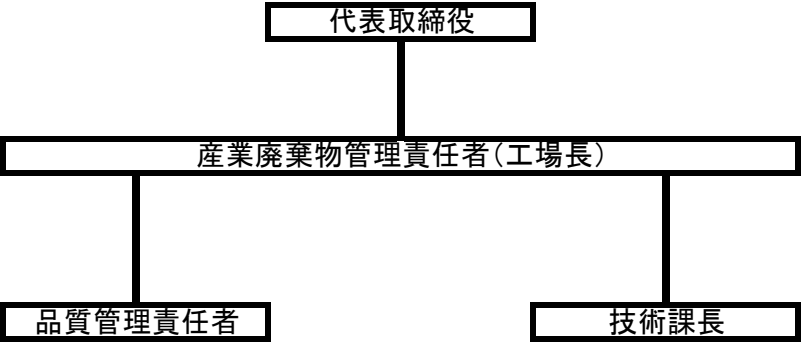 代表取締役
産業廃棄物管理責任者（工場長）
品質管理責任者
技術課長